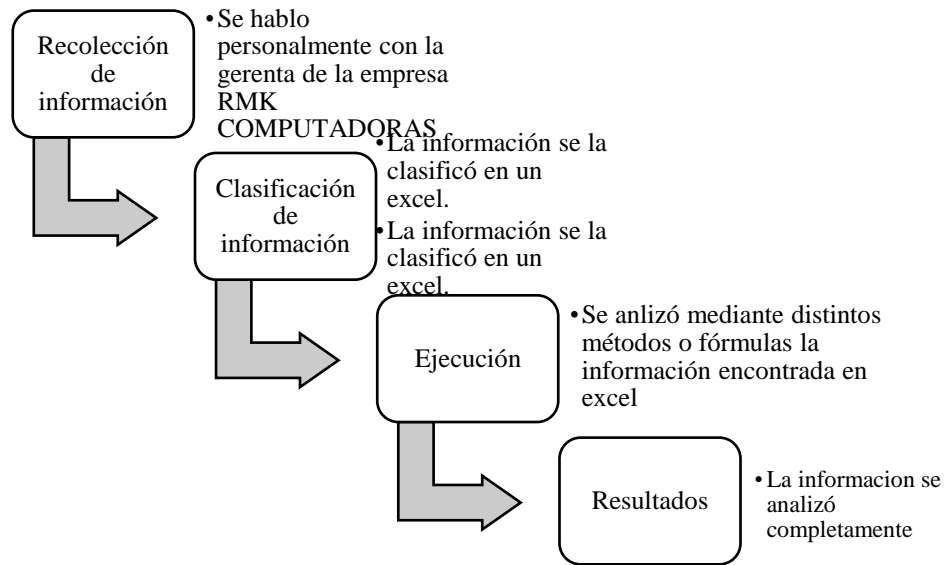 Recolección
de
información
•Se hablo
personalmente con la
gerenta de la empresa
RMK
COMPUTADORAS
Clasificación
de
información
•La información se la
clasificó en un
excel.
•La información se la
clasificó en un
excel.
Ejecución
•Se anlizó mediante distintos
métodos o fórmulas la
información encontrada en
excel
Resultados
•La informacion se
analizó
completamente